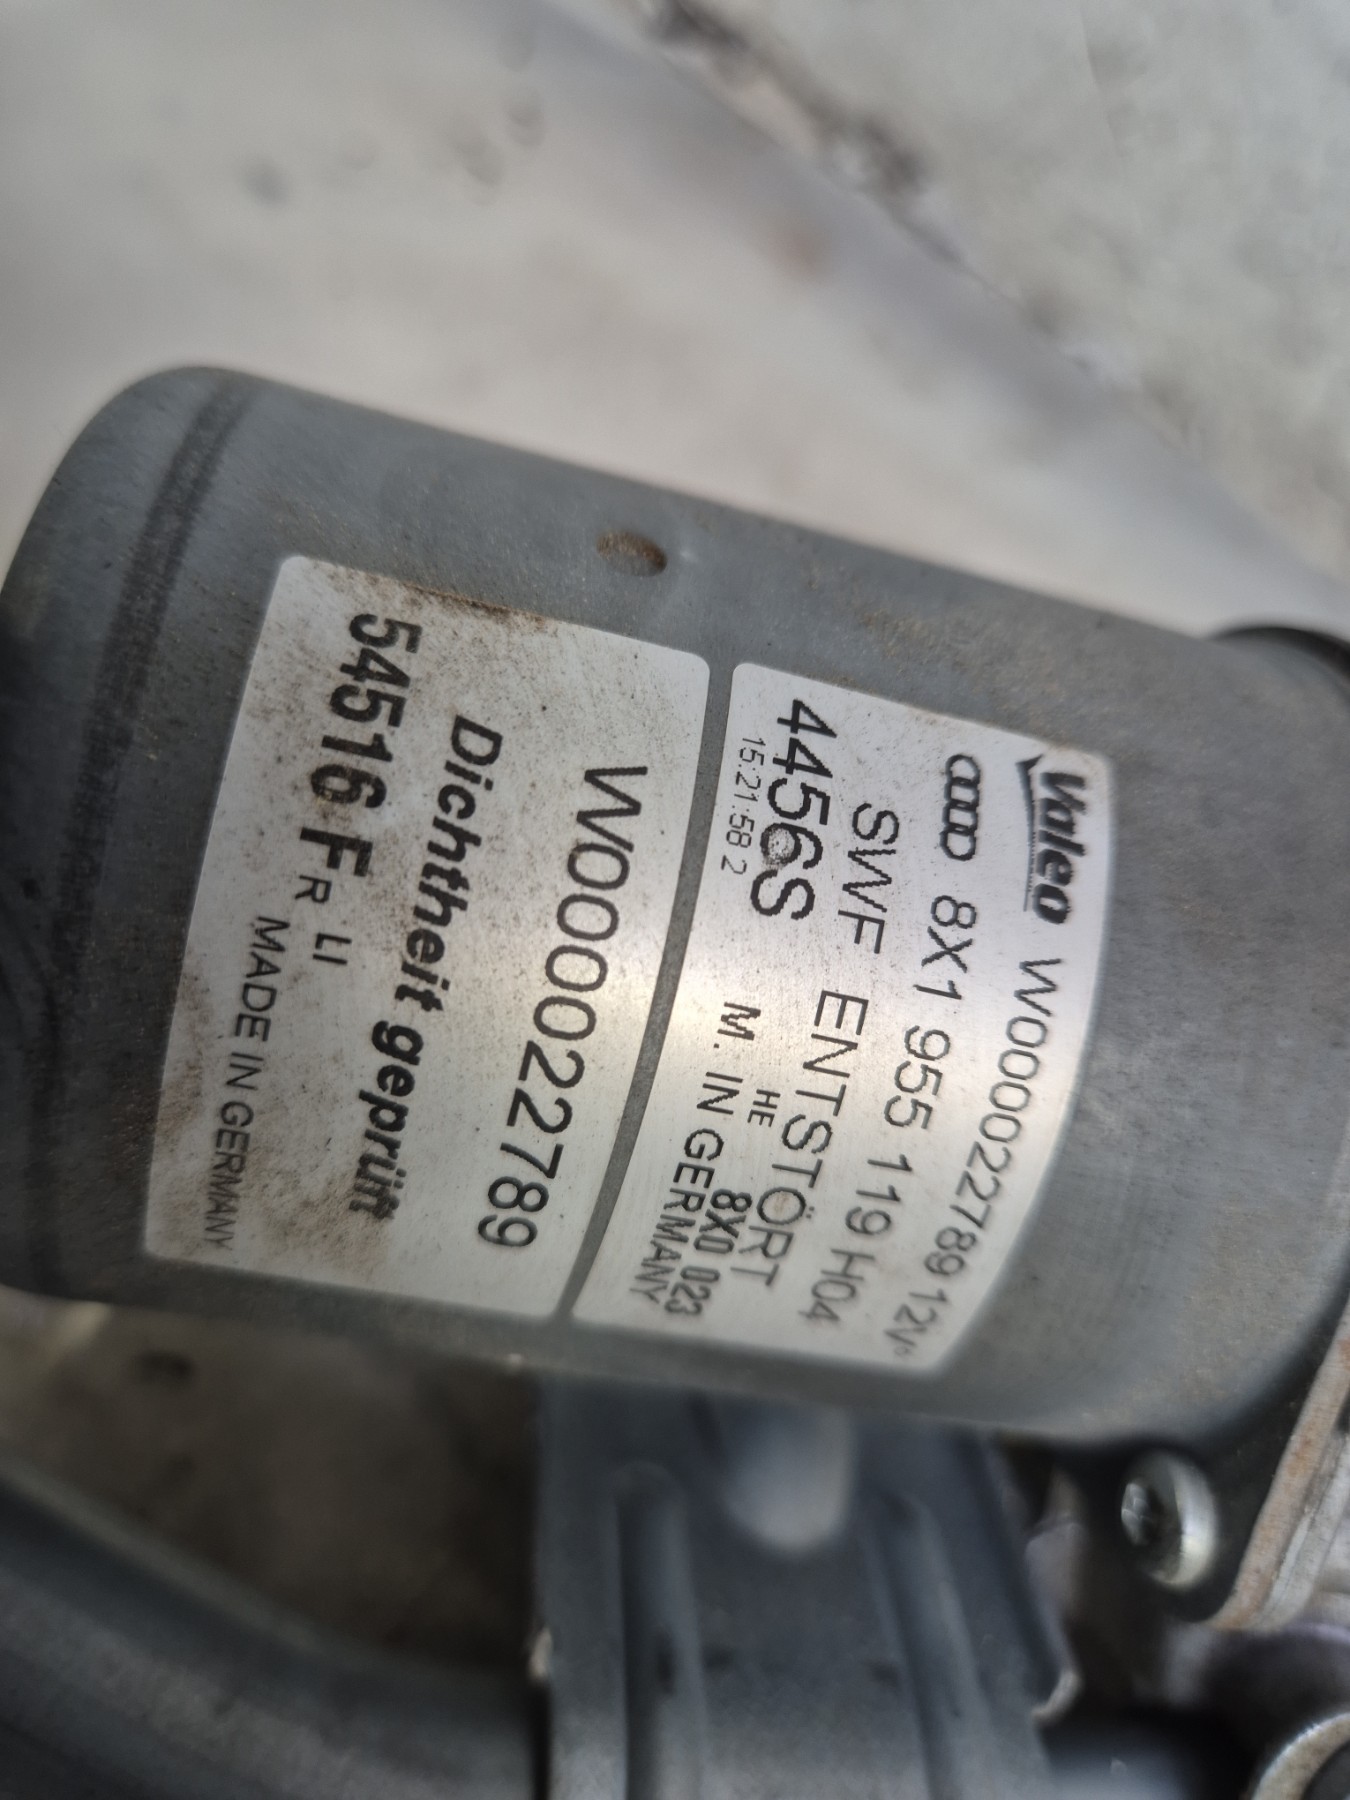 Valeo W000022789 12V
8X1 955 119 H04
SWF ENTSTÖRT
HE 8X0 023
4456S M. IN GERMANY
15:21:58 2
W000022789
Dichtheit geprüft
54516 FR LI
MADE IN GERMANY